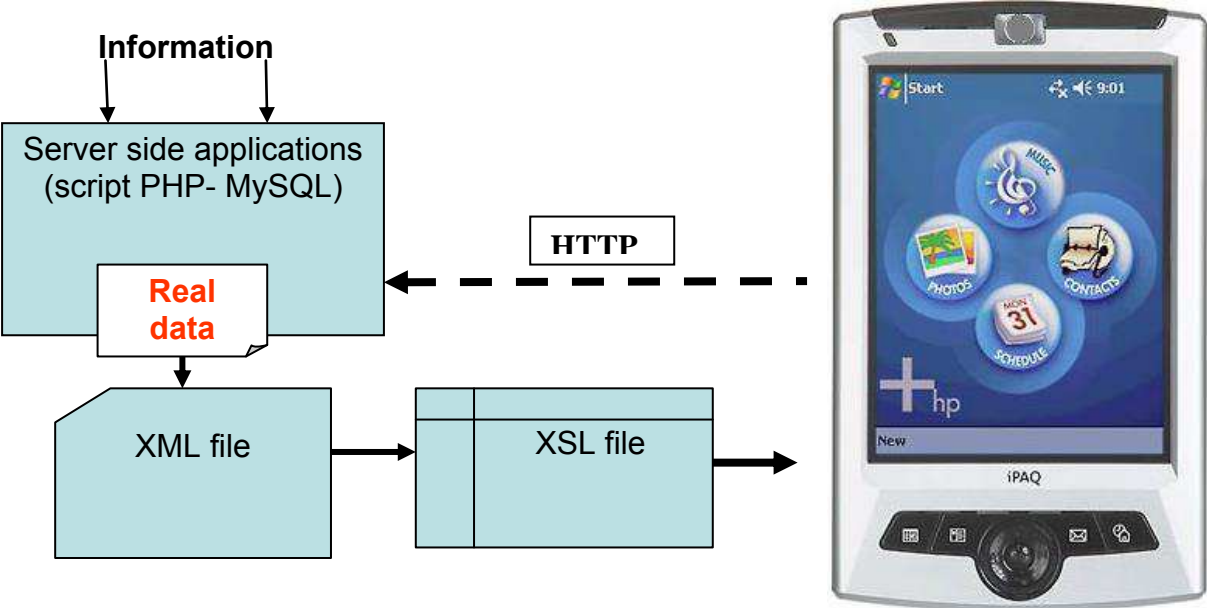 Information
Server side applications
(script PHP- MySQL)
Real
data
HTTP
XML file
XSL file
Start
9:01
MUSIC
PHOTOS
CONTACTS
MON
31
SCHEDULE
hp
New
iPAQ